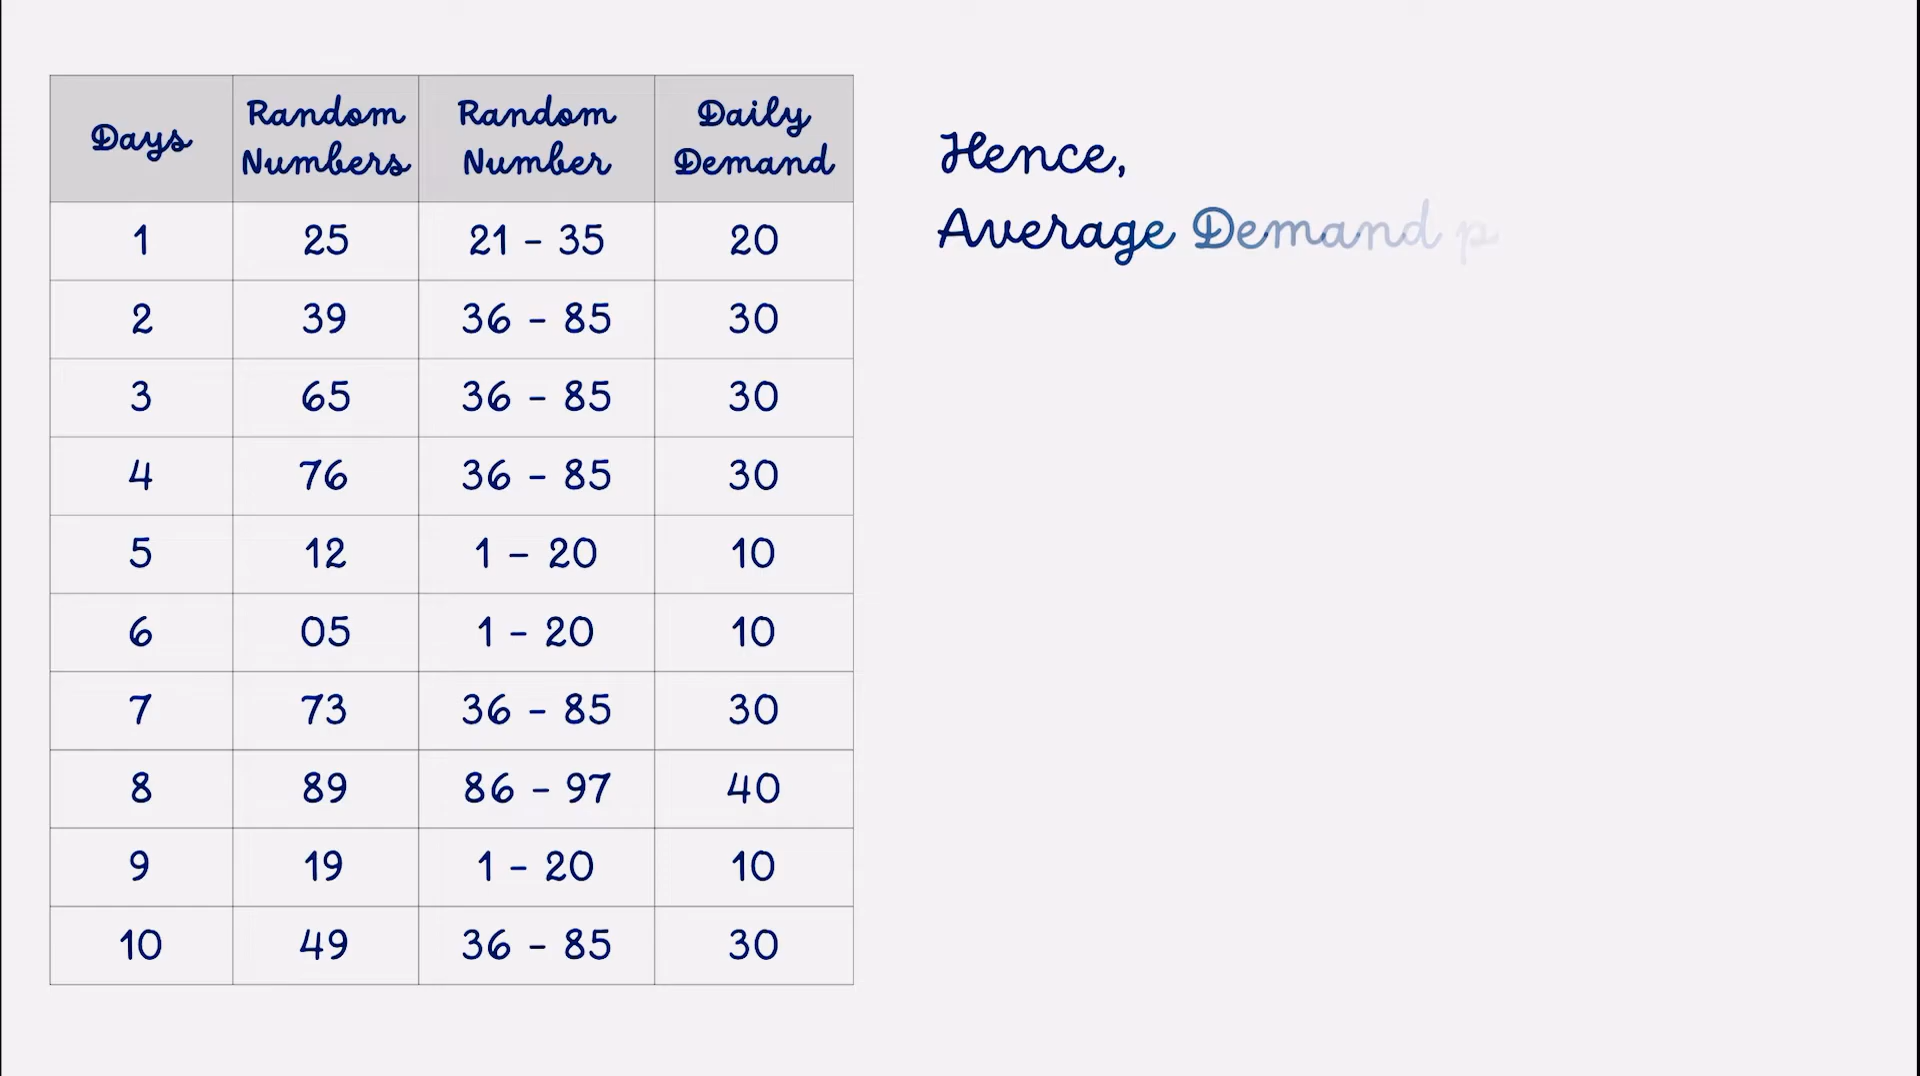 Days Random Numbers Random Number Daily Demand
1 25 21 - 35 20
2 39 36 - 85 30
3 65 36 - 85 30
4 76 36 - 85 30
5 12 1 - 20 10
6 05 1 - 20 10
7 73 36 - 85 30
8 89 86 - 97 40
9 19 1 - 20 10
10 49 36 - 85 30
Hence,
Average Demand p